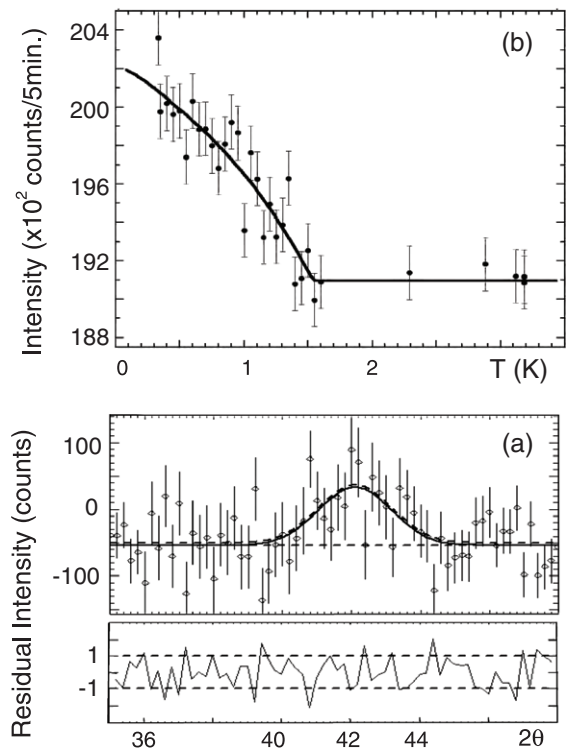 (b)
Intensity (x10² counts/5min.)
204
200
196
192
188
0 1 2 T (K)
(a)
Residual Intensity (counts)
100
0
-100
1
-1
36 40 42 44 2θ